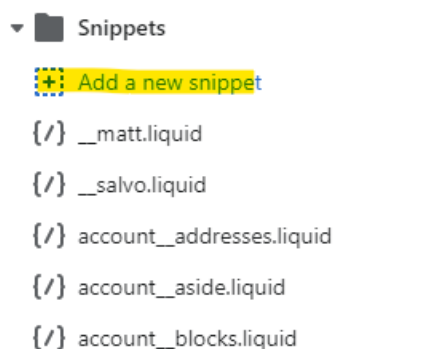 Snippets
Add a new snippet
{/} __matt.liquid
{/} __salvo.liquid
{/} account__addresses.liquid
{/} account__aside.liquid
{/} account__blocks.liquid